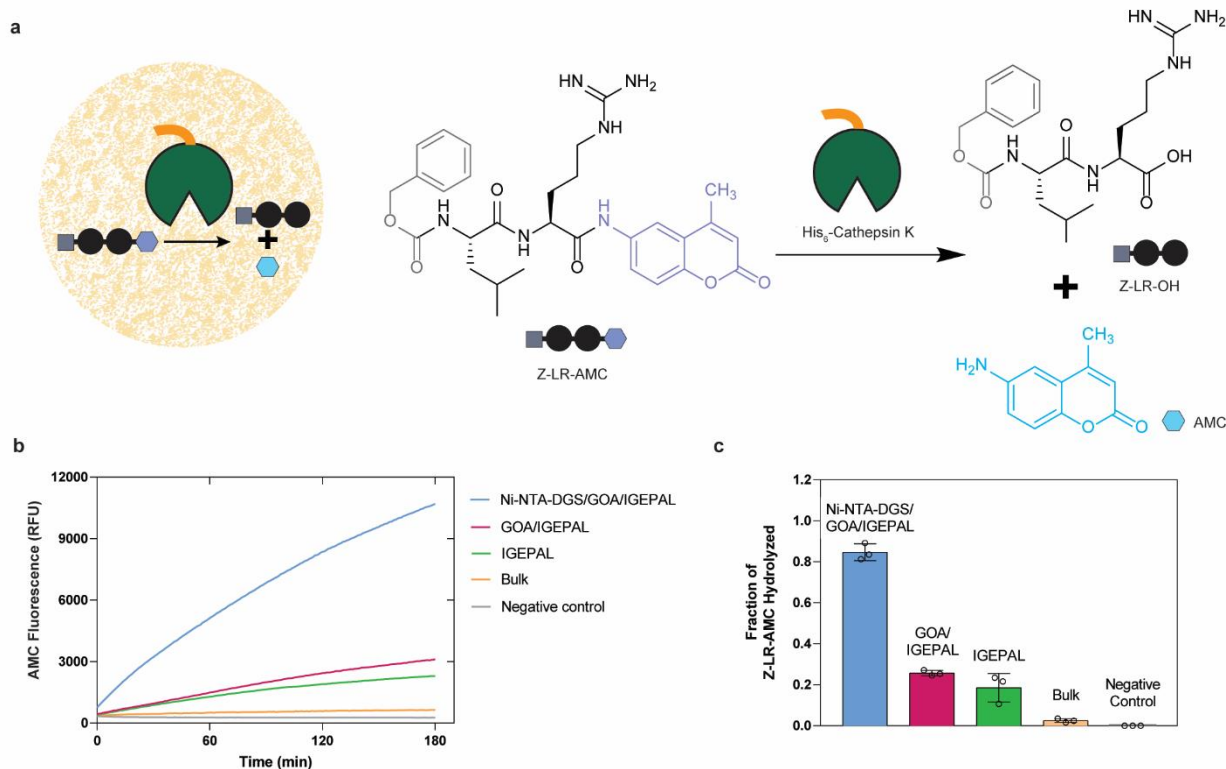 a
NH
HN
NH₂
NH
O
H
N
O
O
N
H
O
H
N
CH₃
O
O
Z-LR-AMC
His₆-Cathepsin K
HN
NH₂
NH
O
H
N
O
O
N
H
OH
O
Z-LR-OH
CH₃
H₂N
O
O
AMC
b
AMC Fluorescence (RFU)
12000
9000
6000
3000
0
0
60
120
180
Time (min)
Ni-NTA-DGS/GOA/IGEPAL
GOA/IGEPAL
IGEPAL
Bulk
Negative control
c
Fraction of
Z-LR-AMC Hydrolyzed
1.2
1.0
0.8
0.6
0.4
0.2
0.0
Ni-NTA-DGS/
GOA/IGEPAL
GOA/
IGEPAL
IGEPAL
Bulk
Negative
Control